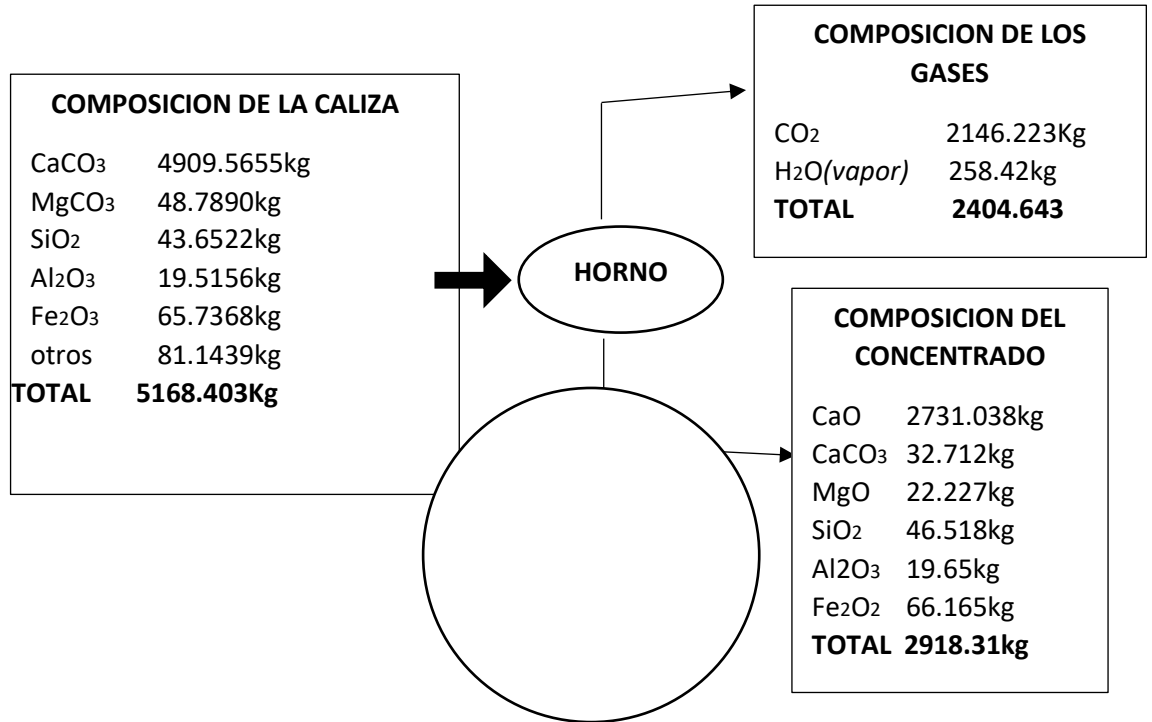 COMPOSICION DE LA CALIZA
CaCO3 4909.5655kg
MgCO3 48.7890kg
SiO2 43.6522kg
Al2O3 19.5156kg
Fe2O3 65.7368kg
otros 81.1439kg
TOTAL 5168.403Kg
HORNO
COMPOSICION DE LOS
GASES
CO2 2146.223Kg
H2O(vapor) 258.42kg
TOTAL 2404.643
COMPOSICION DEL
CONCENTRADO
CaO 2731.038kg
CaCO3 32.712kg
MgO 22.227kg
SiO2 46.518kg
Al2O3 19.65kg
Fe2O2 66.165kg
TOTAL 2918.31kg